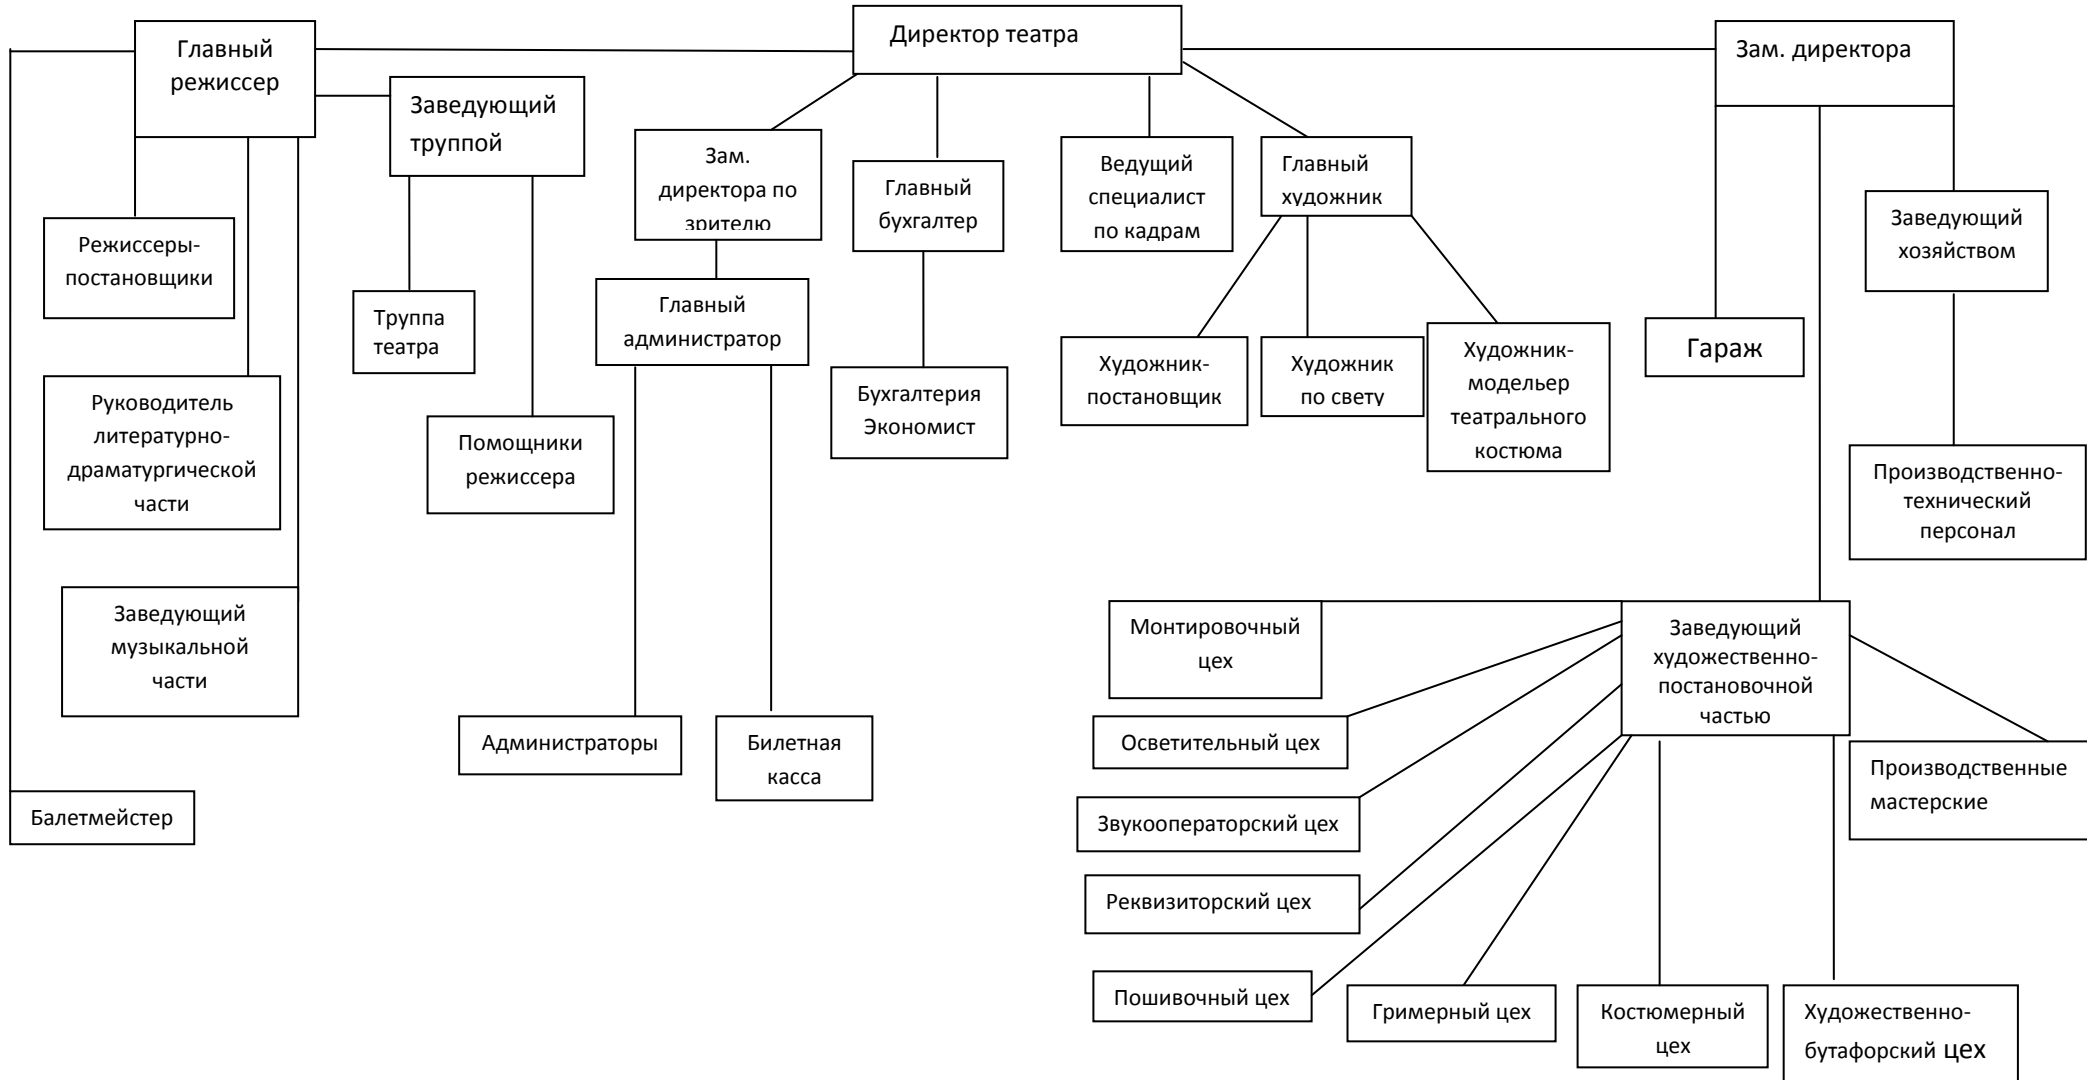 Главный
режиссер
Директор театра
Зам. директора
Заведующий
труппой
Зам.
директора по
зрителю
Главный
бухгалтер
Ведущий
специалист
по кадрам
Главный
художник
Заведующий
хозяйством
Режиссеры-
постановщики
Труппа
театра
Главный
администратор
Бухгалтерия
Экономист
Художник-
постановщик
Художник
по свету
Художник-
модельер
театрального
костюма
Гараж
Руководитель
литературно-
драматургической
части
Помощники
режиссера
Производственно-
технический
персонал
Заведующий
музыкальной
части
Монтировочный
цех
Заведующий
художественно-
постановочной
частью
Администраторы
Билетная
касса
Осветительный цех
Производственные
мастерские
Балетмейстер
Звукооператорский цех
Реквизиторский цех
Пошивочный цех
Гримерный цех
Костюмерный
цех
Художественно-
бутафорский цех